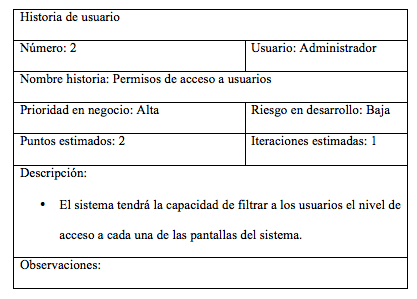 Historia de usuario
Número: 2
Usuario: Administrador
Nombre historia: Permisos de acceso a usuarios
Prioridad en negocio: Alta
Riesgo en desarrollo: Baja
Puntos estimados: 2
Iteraciones estimadas: 1
Descripción:
• El sistema tendrá la capacidad de filtrar a los usuarios el nivel de
acceso a cada una de las pantallas del sistema.
Observaciones: